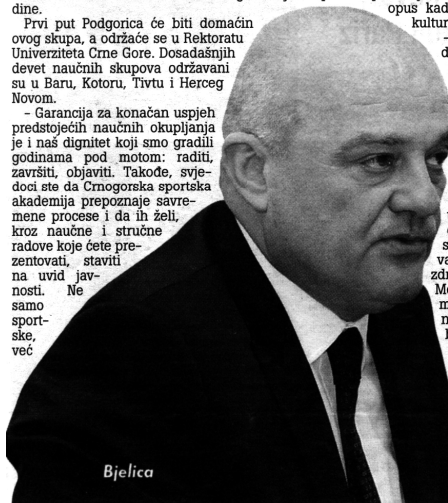 dine.
Prvi put Podgorica će biti domaćin
ovog skupa, a održaće se u Rektoratu
Univerziteta Crne Gore. Dosadašnjih
devet naučnih skupova održavani
su u Baru, Kotoru, Tivtu i Herceg
Novom.
– Garancija za konačan uspjeh
predstojećih naučnih okupljanja
je i naš dignitet koji smo gradili
godinama pod motom: raditi,
završiti, objaviti. Takođe, svje-
doci ste da Crnogorska sportska
akademija prepoznaje savre-
mene procese i da ih želi,
kroz naučne i stručne
radove koje ćete pre-
zentovati, staviti
na uvid jav-
nosti. Ne
samo
sport-
ske,
već
opus kad
kultur
–
d
s
va
zdr
Me
m
n
Bjelica